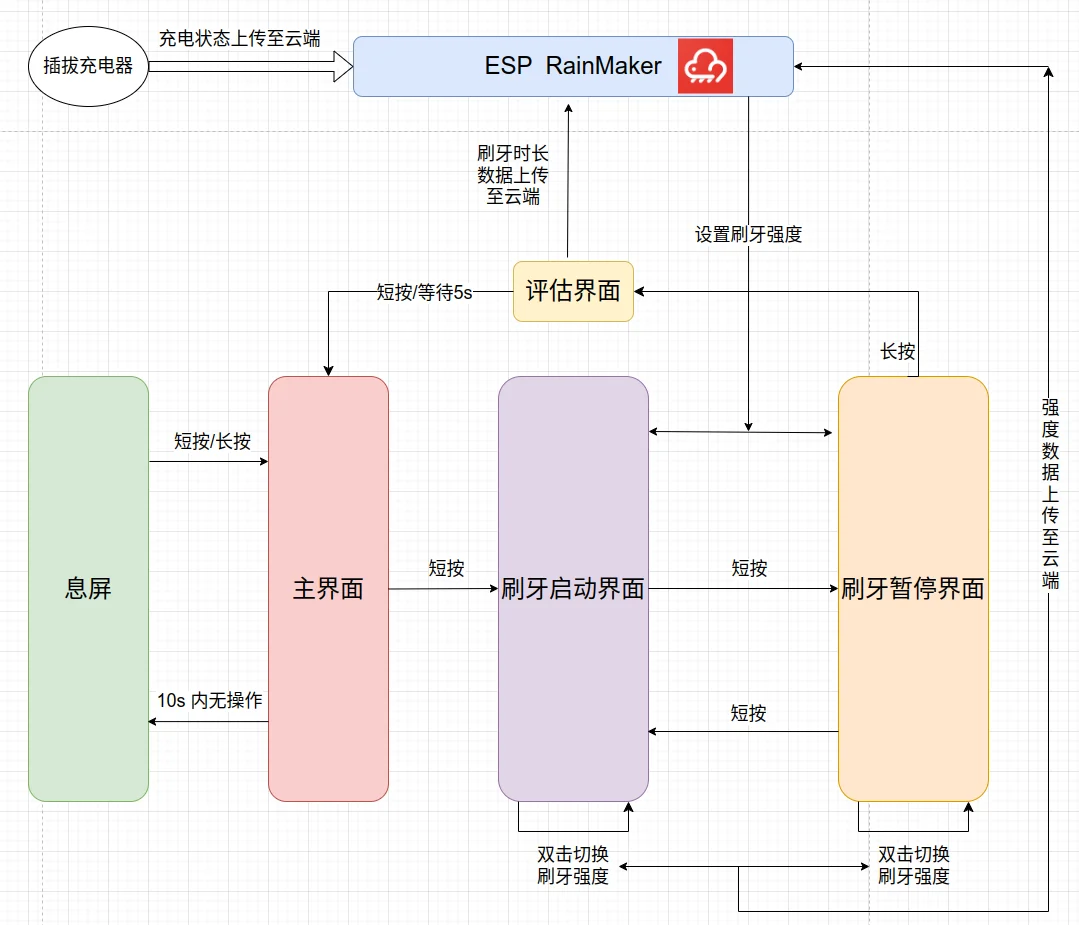 充电状态上传至云端
插拔充电器
ESP RainMaker
刷牙时长
数据上传
至云端
设置刷牙强度
短按/等待5s
评估界面
长按
短按/长按
息屏
主界面
短按
刷牙启动界面
短按
刷牙暂停界面
强
度
数
据
上
传
至
云
端
10s 内无操作
短按
双击切换
刷牙强度
双击切换
刷牙强度